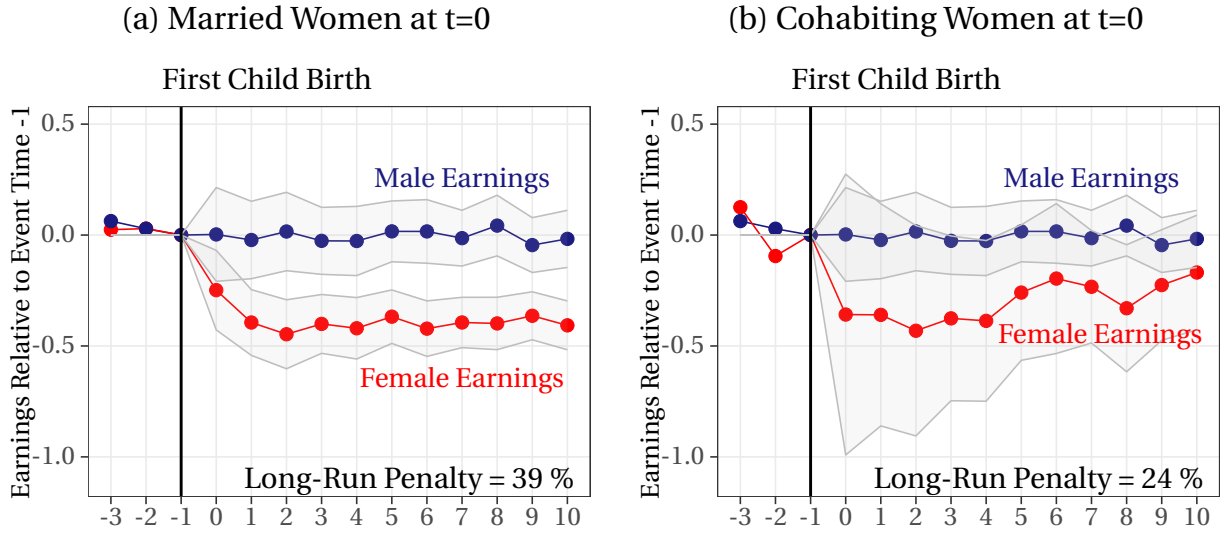 (a) Married Women at t=0
First Child Birth
Earnings Relative to Event Time -1
0.5
0.0
-0.5
-1.0
Male Earnings
Female Earnings
Long-Run Penalty = 39 %
-3 -2 -1 0 1 2 3 4 5 6 7 8 9 10
(b) Cohabiting Women at t=0
First Child Birth
Earnings Relative to Event Time -1
0.5
0.0
-0.5
-1.0
Male Earnings
Female Earnings
Long-Run Penalty = 24 %
-3 -2 -1 0 1 2 3 4 5 6 7 8 9 10